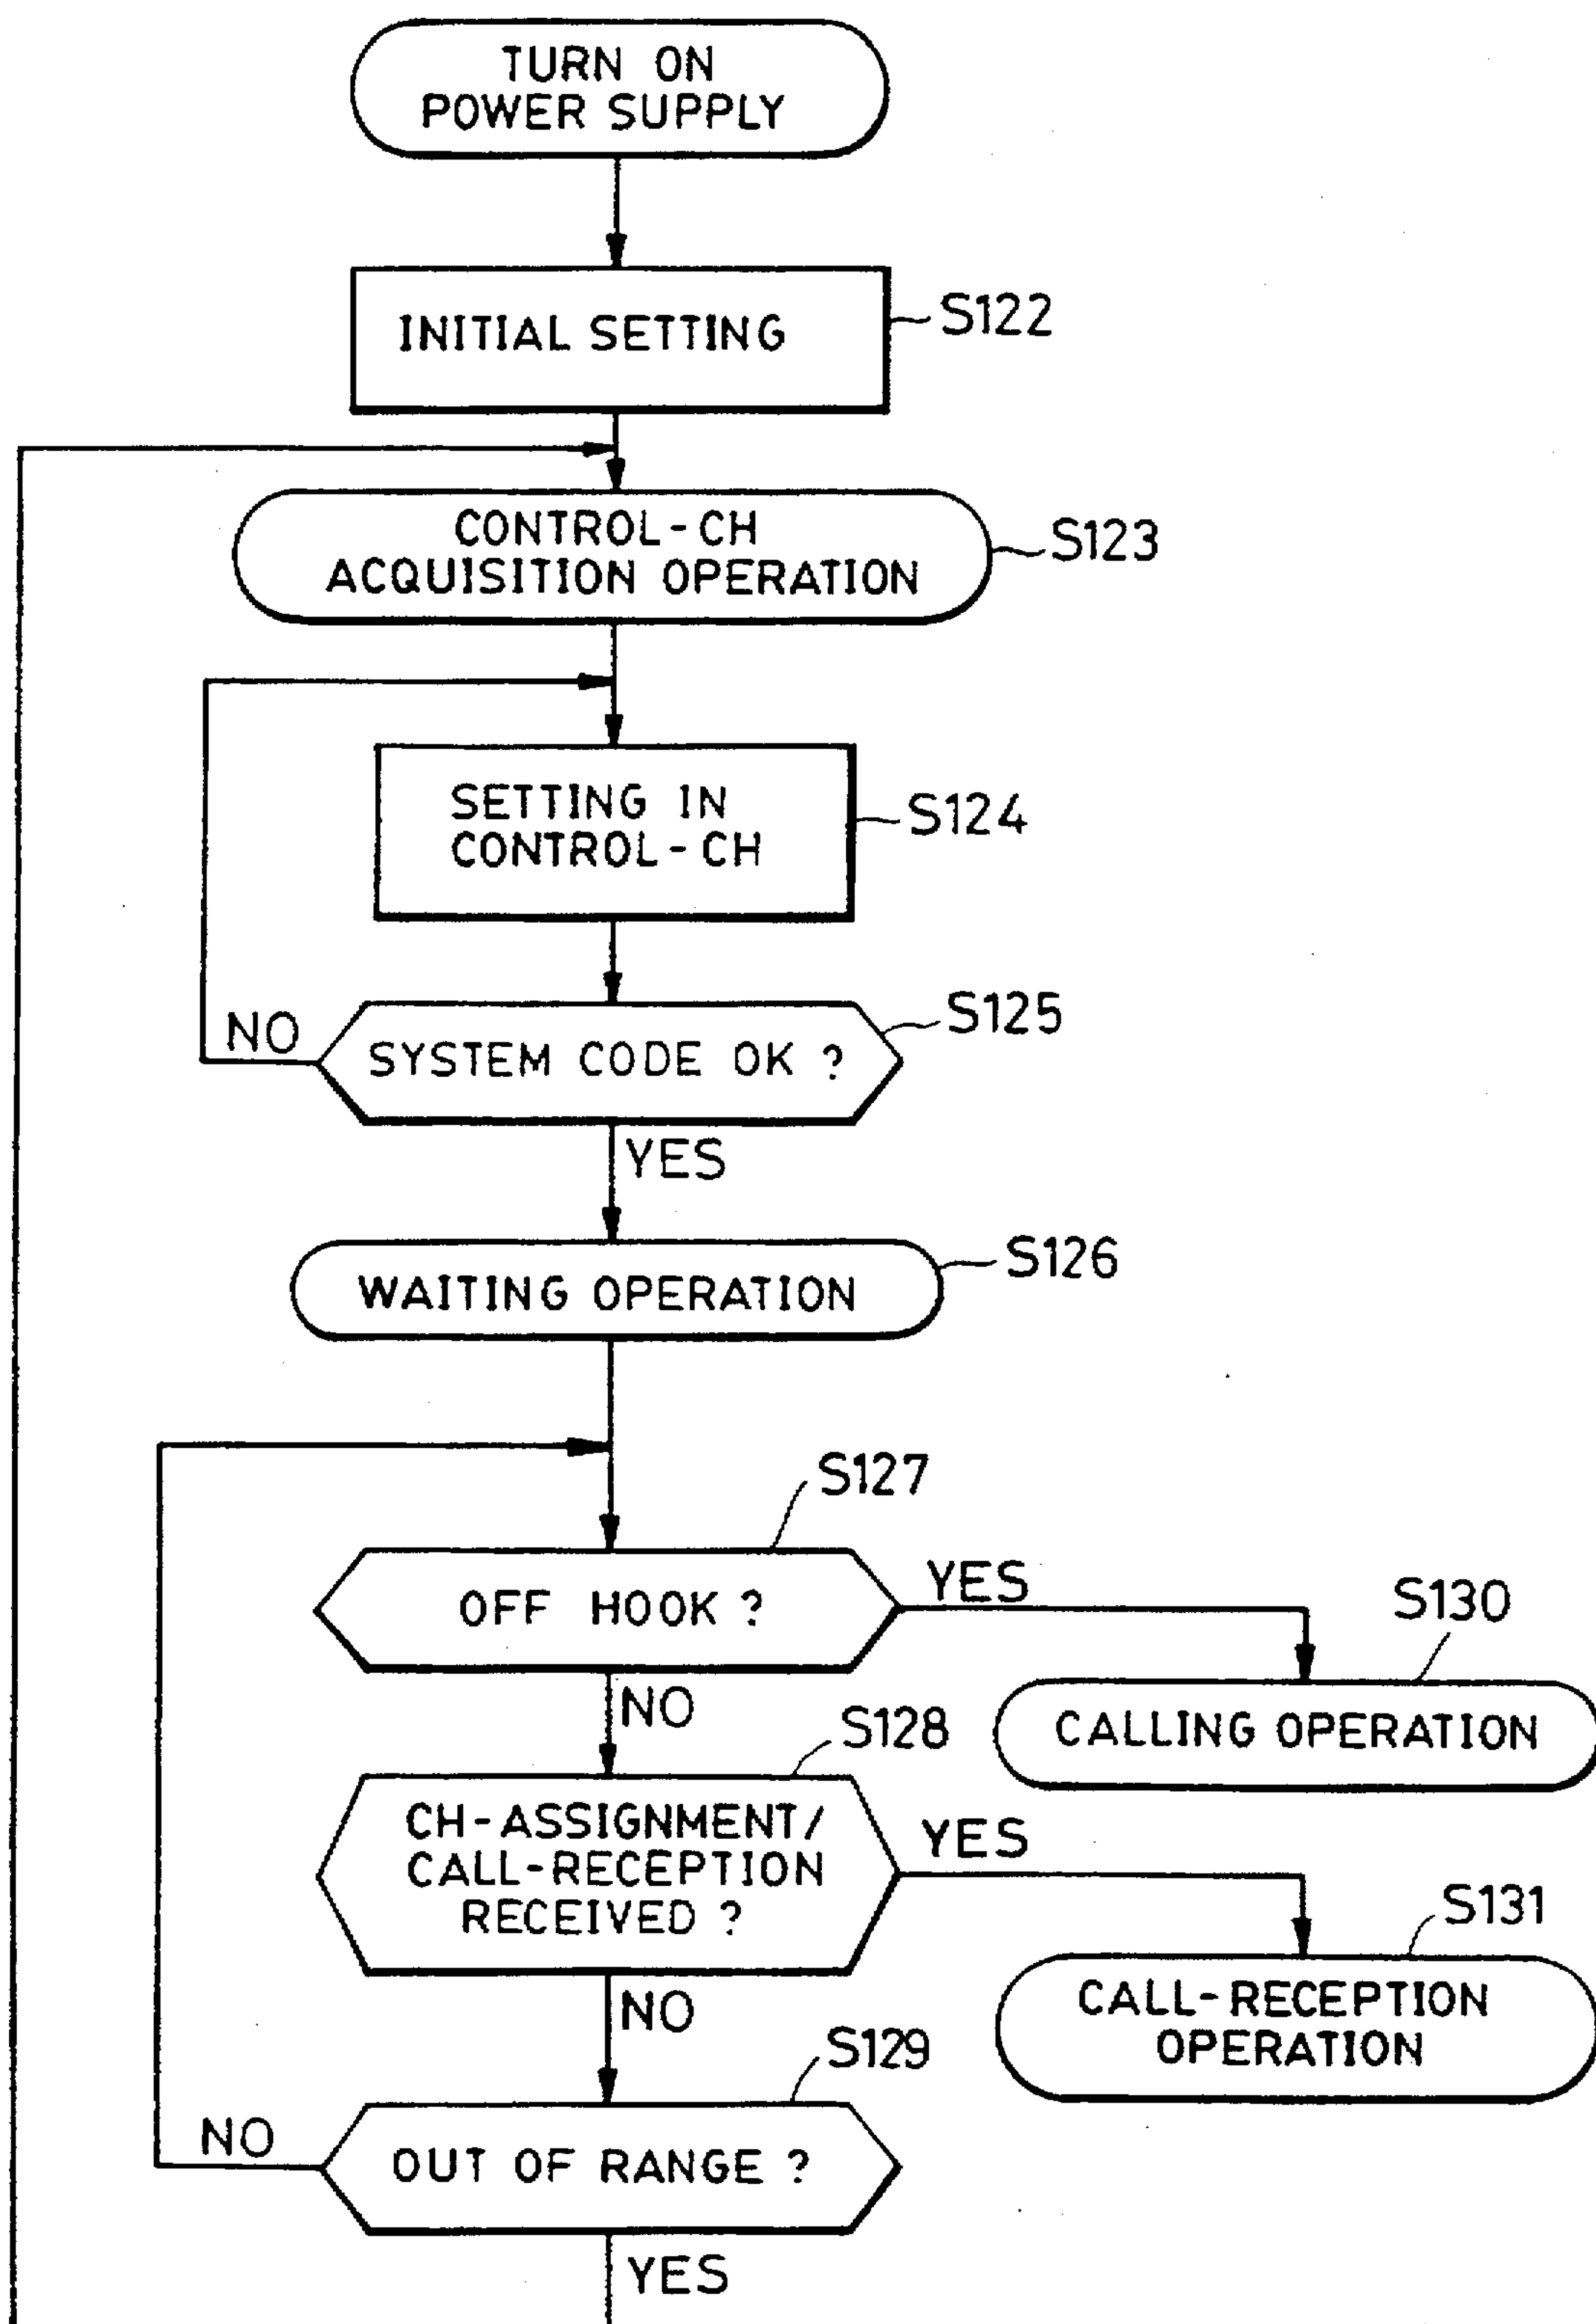 TURN ON
POWER SUPPLY
INITIAL SETTING
S122
CONTROL-CH
ACQUISITION OPERATION
S123
SETTING IN
CONTROL-CH
S124
SYSTEM CODE OK ?
S125
NO
YES
WAITING OPERATION
S126
S127
OFF HOOK ?
YES
S130
CALLING OPERATION
NO
S128
CH-ASSIGNMENT/
CALL-RECEPTION
RECEIVED ?
YES
S131
CALL-RECEPTION
OPERATION
NO
S129
OUT OF RANGE ?
NO
YES